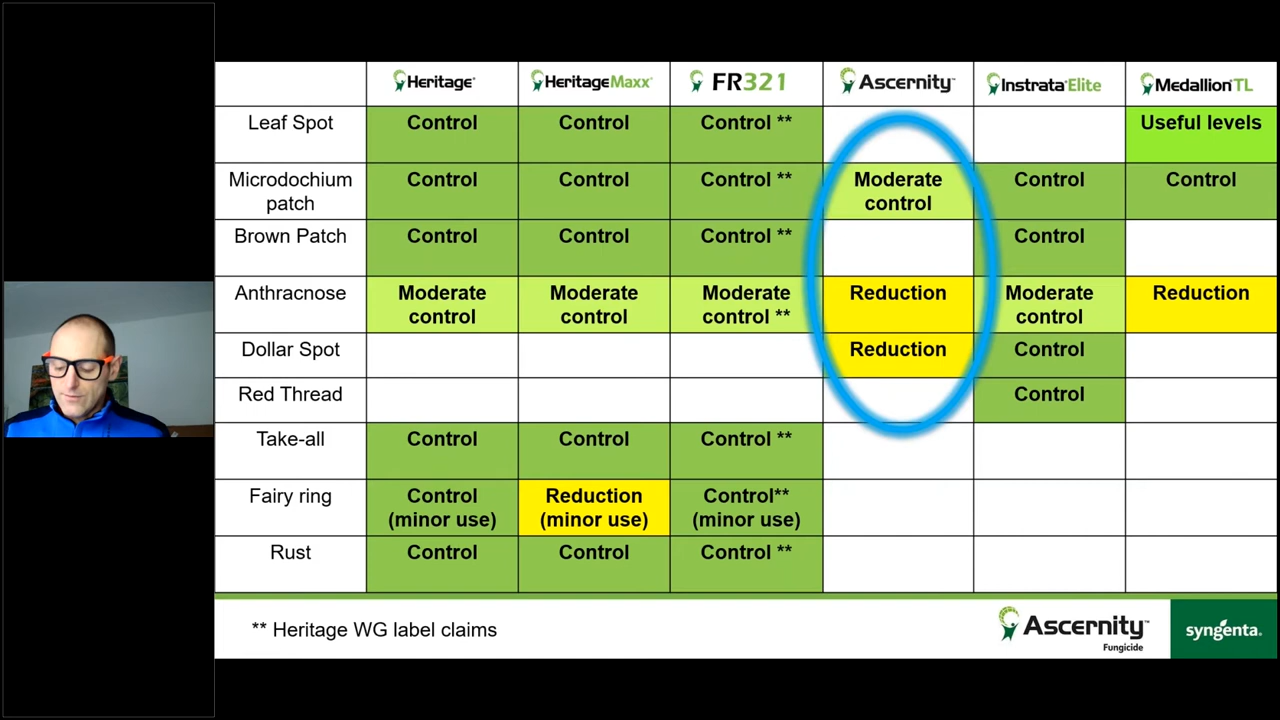 Heritage® HeritageMaxx® FR321 Ascernity™ Instrata®Elite Medallion®TL
Leaf Spot Control Control Control ** Useful levels
Microdochium patch Control Control Control ** Moderate control Control Control
Brown Patch Control Control Control ** Control
Anthracnose Moderate control Moderate control Moderate control ** Reduction Moderate control Reduction
Dollar Spot Reduction Control
Red Thread Control
Take-all Control Control Control **
Fairy ring Control (minor use) Reduction (minor use) Control** (minor use)
Rust Control Control Control **
** Heritage WG label claims
Ascernity™
Fungicide
syngenta®